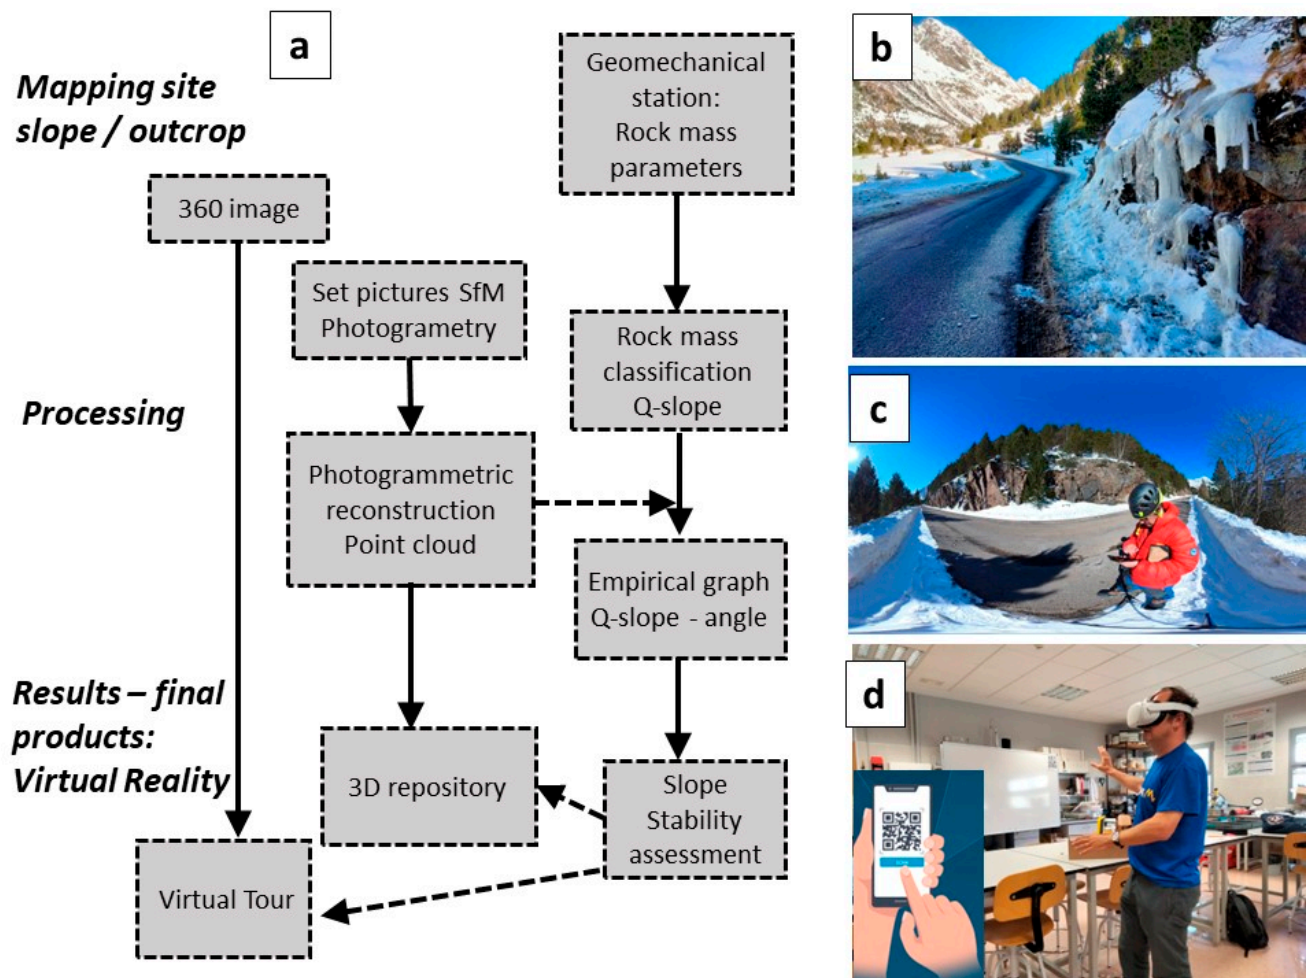 a
Mapping site
slope / outcrop
360 image
Set pictures SfM
Photogrametry
Geomechanical
station:
Rock mass
parameters
Processing
Rock mass
classification
Q-slope
Photogrammetric
reconstruction
Point cloud
Empirical graph
Q-slope - angle
Results – final
products:
Virtual Reality
3D repository
Slope
Stability
assessment
Virtual Tour
b
c
d